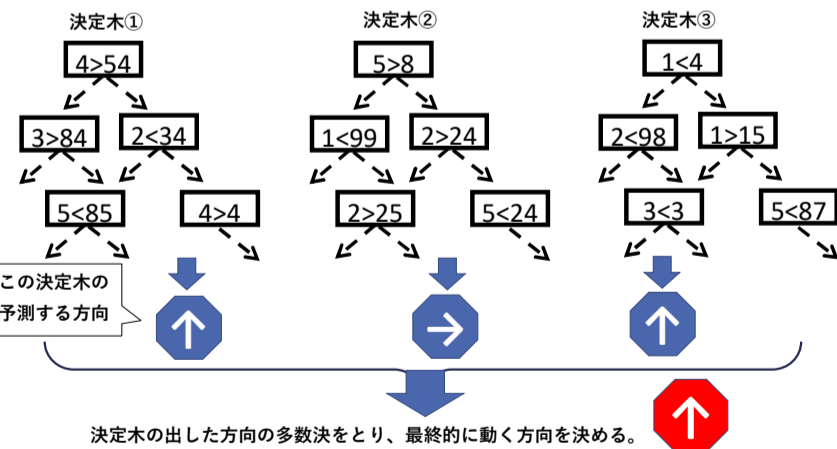 決定木①
決定木②
決定木③
4>54
5>8
1<4
3>84
2<34
1<99
2>24
2<98
1>15
5<85
4>4
2>25
5<24
3<3
5<87
この決定木の
予測する方向
決定木の出した方向の多数決をとり、最終的に動く方向を決める。